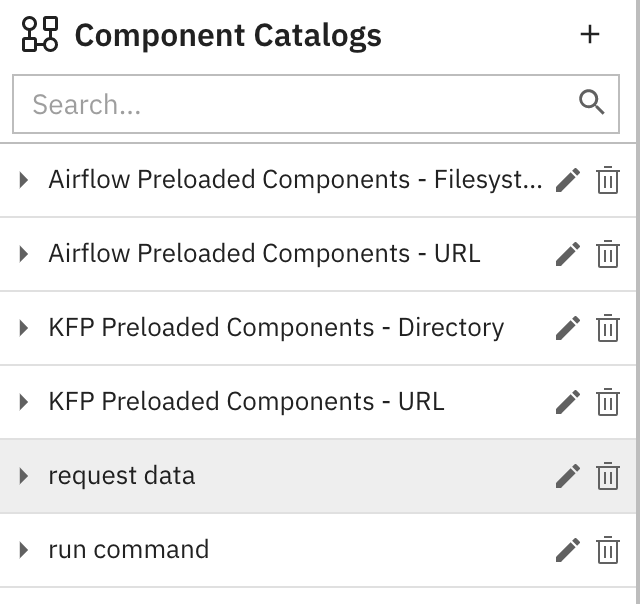 Component Catalogs
Search...
Airflow Preloaded Components - Filesyst...
Airflow Preloaded Components - URL
KFP Preloaded Components - Directory
KFP Preloaded Components - URL
request data
run command